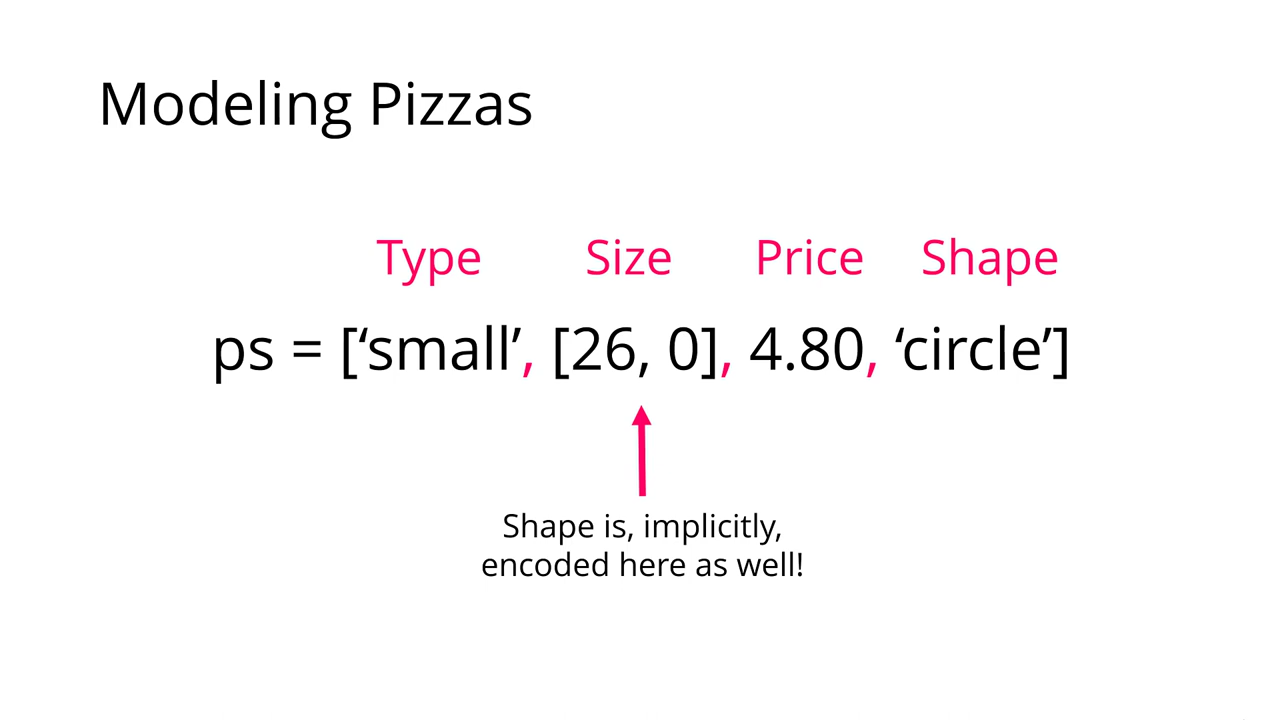 Modeling Pizzas
Type Size Price Shape
ps = [‘small’, [26, 0], 4.80, ‘circle’]
Shape is, implicitly,
encoded here as well!